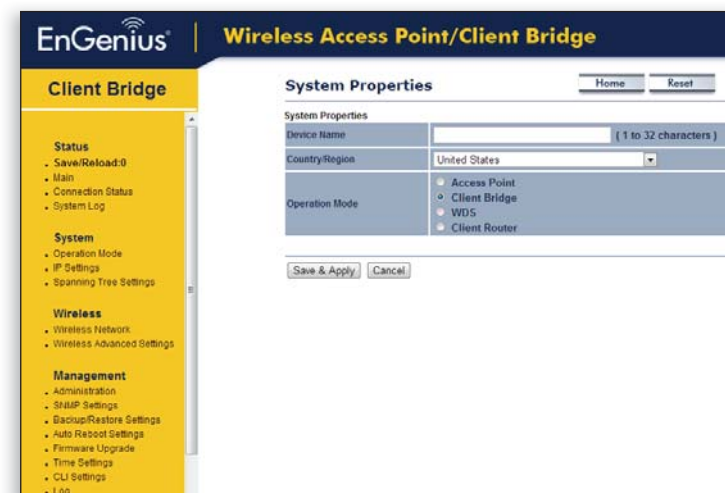 EnGenius®
Wireless Access Point/Client Bridge
Client Bridge
Status
Save/Reload:0
Main
Connection Status
System Log
System
Operation Mode
IP Settings
Spanning Tree Settings
Wireless
Wireless Network
Wireless Advanced Settings
Management
Administration
SNMP Settings
Backup/Restore Settings
Auto Reboot Settings
Firmware Upgrade
Time Settings
CLI Settings
Log
System Properties
Home
Reset
System Properties
Device Name
( 1 to 32 characters )
Country/Region
United States
Operation Mode
Access Point
Client Bridge
WDS
Client Router
Save & Apply
Cancel